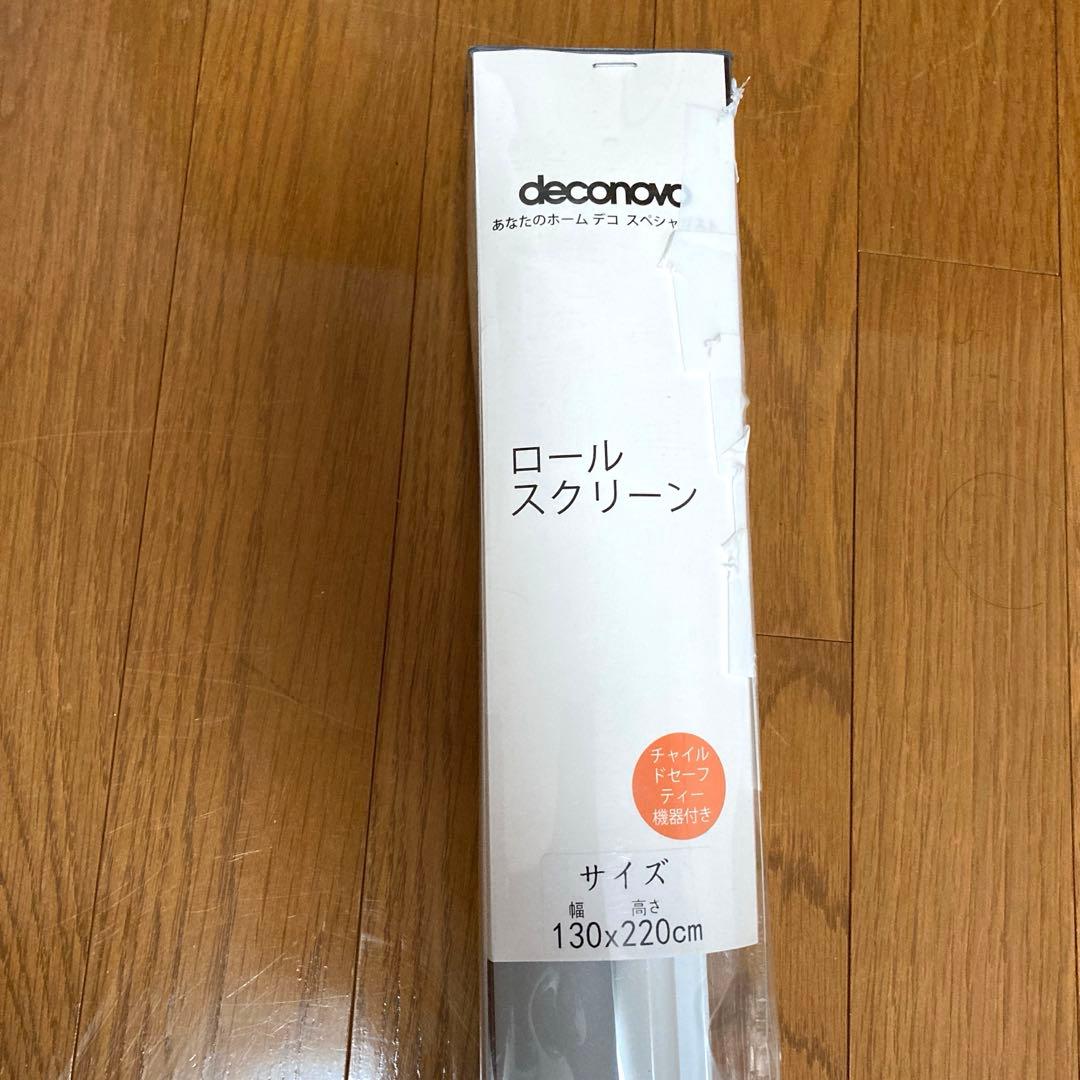 deconovo
あなたのホーム デコ スペシャ
ロール
スクリーン
チャイル
ドセーフ
ティー
機器付き
サイズ
幅 高さ
130x220cm